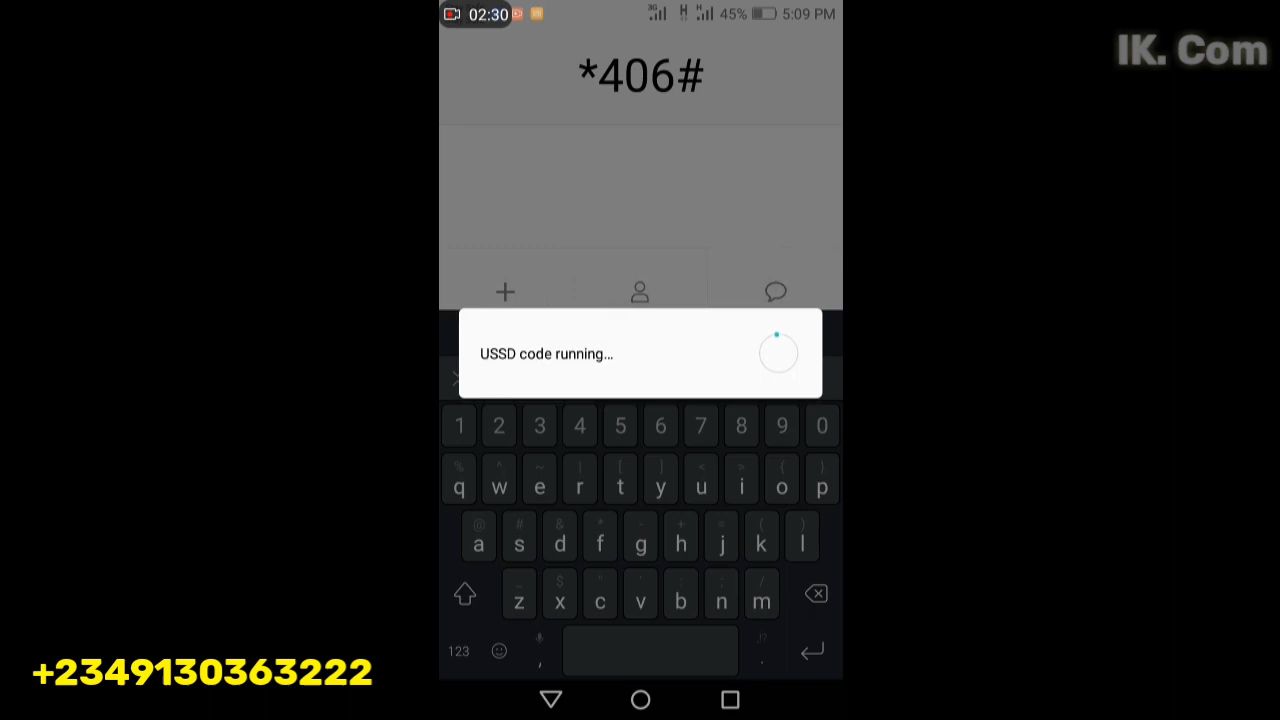 02:30 3G H H 45% 5:09 PM
IK. Com
*406#
USSD code running...
1 2 3 4 5 6 7 8 9 0
% ^ ~ | [ ] < > { }
q w e r t y u i o p
@ # & * - + = ( )
a s d f g h j k l
_ $ " ' : ; /
z x c v b n m
123 , .
+2349130363222